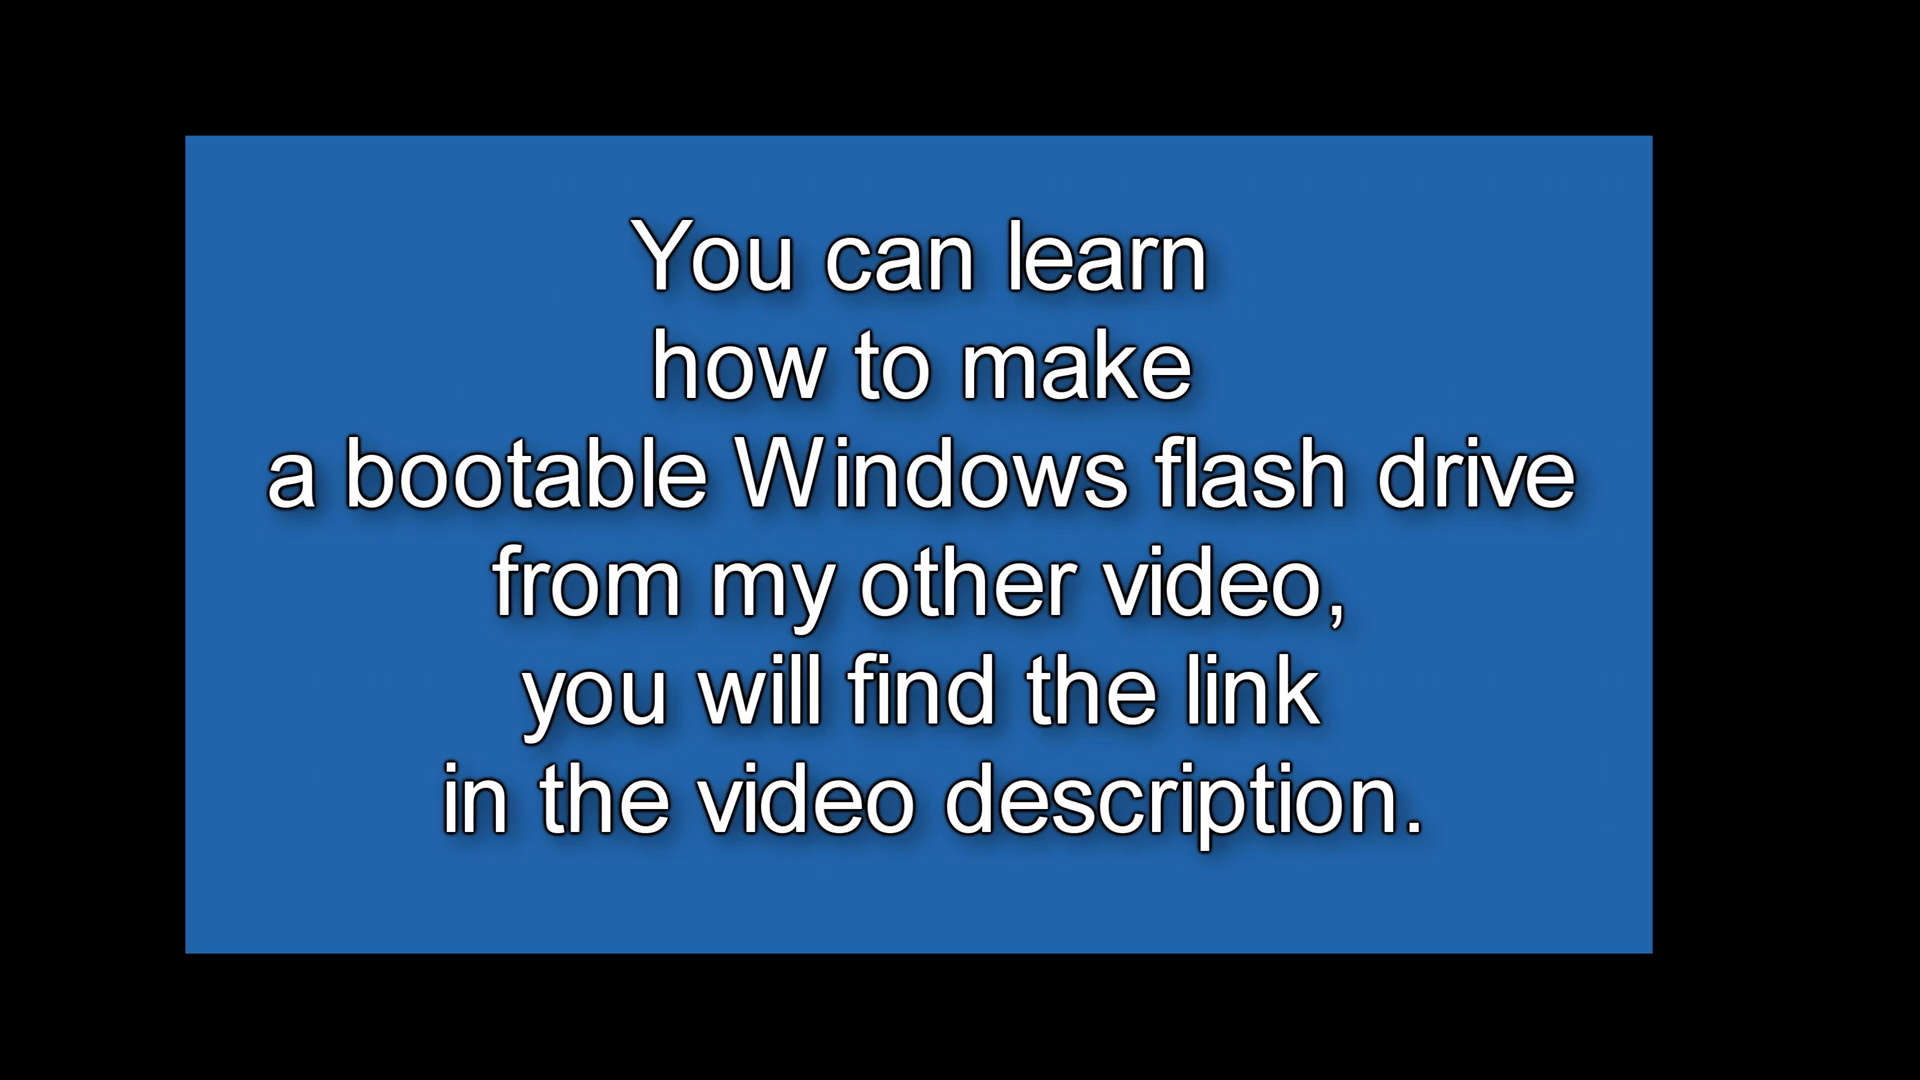 You can learn
how to make
a bootable Windows flash drive
from my other video,
you will find the link
in the video description.